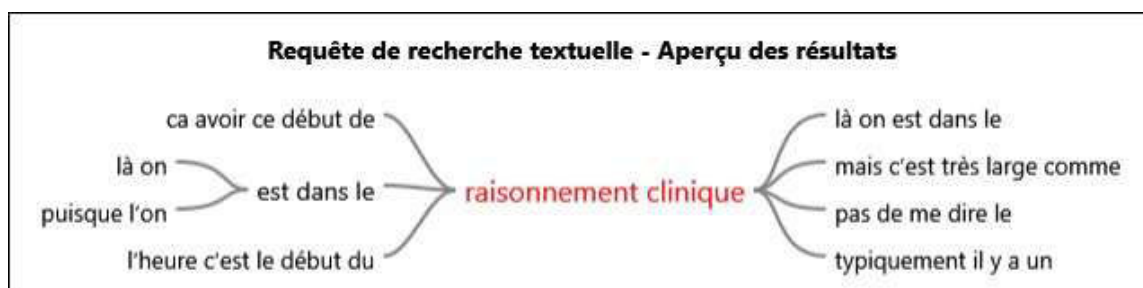 Requête de recherche textuelle - Aperçu des résultats
ca avoir ce début de
là on
est dans le
puisque l'on
l'heure c'est le début du
raisonnement clinique
là on est dans le
mais c'est très large comme
pas de me dire le
typiquement il y a un